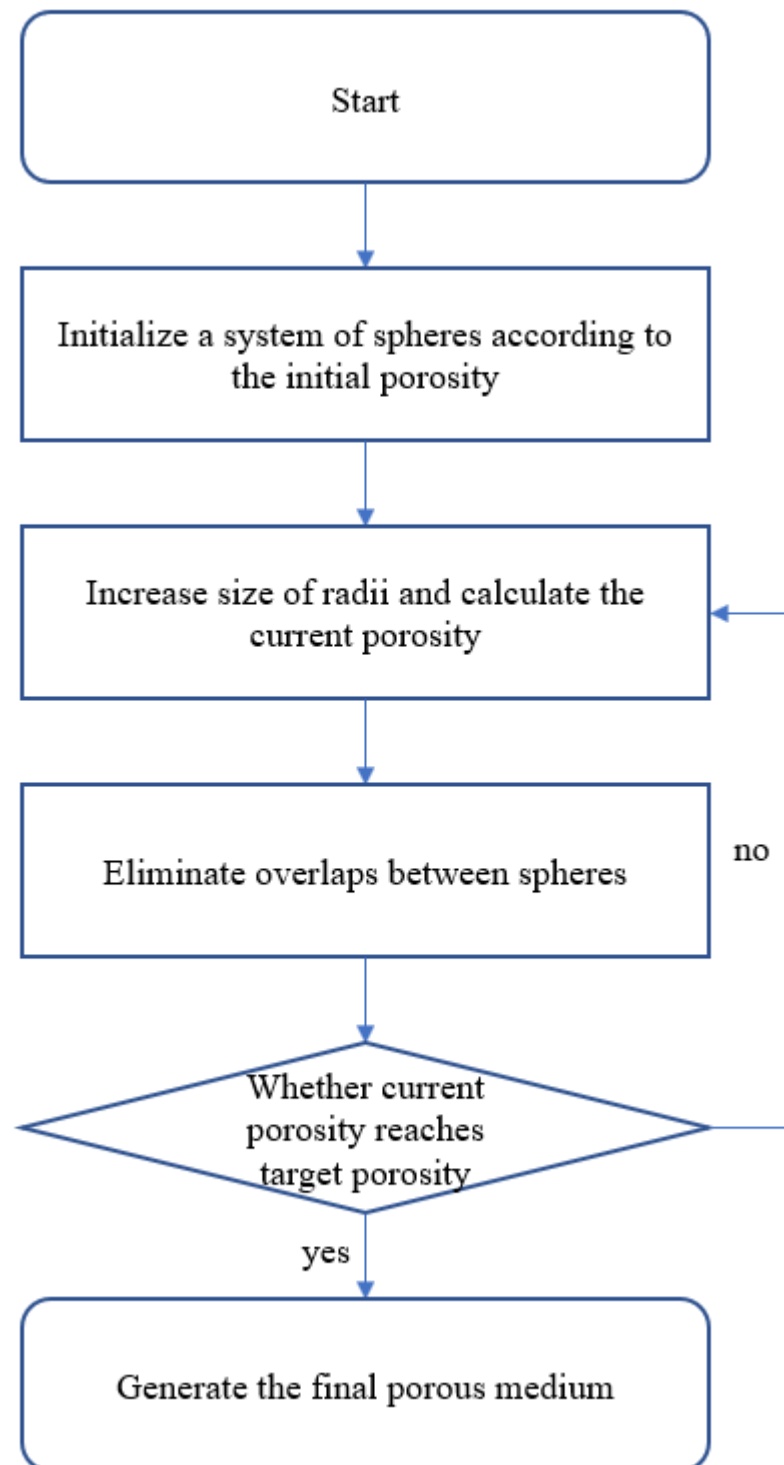 Start
Initialize a system of spheres according to
the initial porosity
Increase size of radii and calculate the
current porosity
Eliminate overlaps between spheres
no
Whether current
porosity reaches
target porosity
yes
Generate the final porous medium